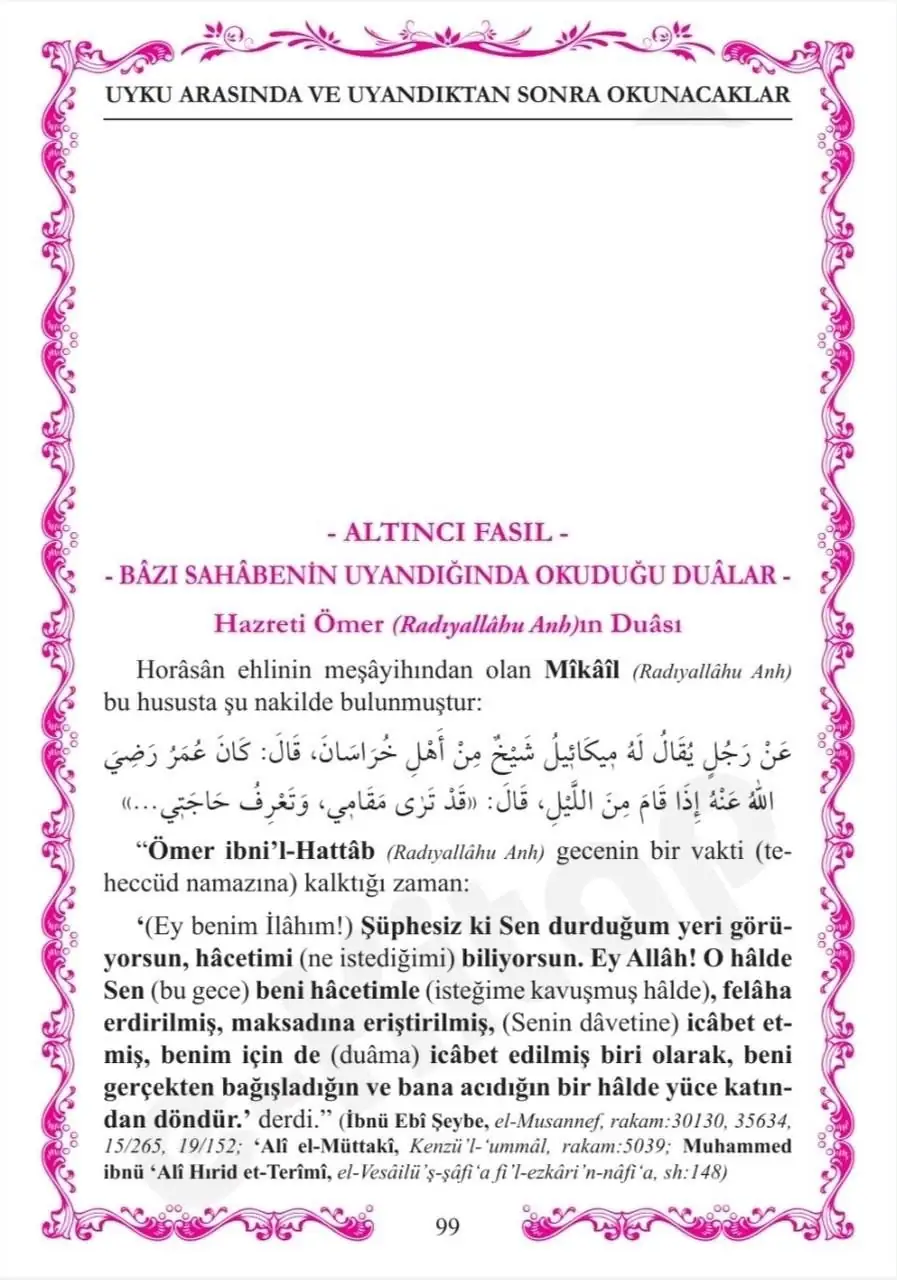 UYKU ARASINDA VE UYANDIKTAN SONRA OKUNACAKLAR
- ALTINCI FASIL -
- BÂZI SAHÂBENİN UYANDIĞINDA OKUDUĞU DUÂLAR -
Hazreti Ömer (Radıyallâhu Anh)ın Duâsı
Horâsân ehlinin meşâyihından olan Mîkâîl (Radıyallâhu Anh)
bu hususta şu nakilde bulunmuştur:
عَنْ رَجُلٍ يُقَالُ لَهُ مِيكَائِيلُ شَيْخٌ مِنْ أَهْلِ خُرَاسَانَ، قَالَ: كَانَ عُمَرُ رَضِيَ
اللّٰهُ عَنْهُ إِذَا قَامَ مِنَ اللَّيْلِ، قَالَ: «قَدْ تَرٰى مَقَامِي، وَتَعْرِفُ حَاجَتِي...»
“Ömer ibni’l-Hattâb (Radıyallâhu Anh) gecenin bir vakti (te-
heccüd namazına) kalktığı zaman:
‘(Ey benim İlâhım!) Şüphesiz ki Sen durduğum yeri görü-
yorsun, hâcetimi (ne istediğimi) biliyorsun. Ey Allâh! O hâlde
Sen (bu gece) beni hâcetimle (isteğime kavuşmuş hâlde), felâha
erdirilmiş, maksadına eriştirilmiş, (Senin dâvetine) icâbet et-
miş, benim için de (duâma) icâbet edilmiş biri olarak, beni
gerçekten bağışladığın ve bana acıdığın bir hâlde yüce katın-
dan döndür.’ derdi.” (İbnü Ebî Şeybe, el-Musannef, rakam:30130, 35634,
15/265, 19/152; ‘Alî el-Müttakî, Kenzü’l-‘ummâl, rakam:5039; Muhammed
ibnü ‘Alî Hırid et-Terîmî, el-Vesâilü’ş-şâfi‘a fi’l-ezkâri’n-nâfi‘a, sh:148)
99